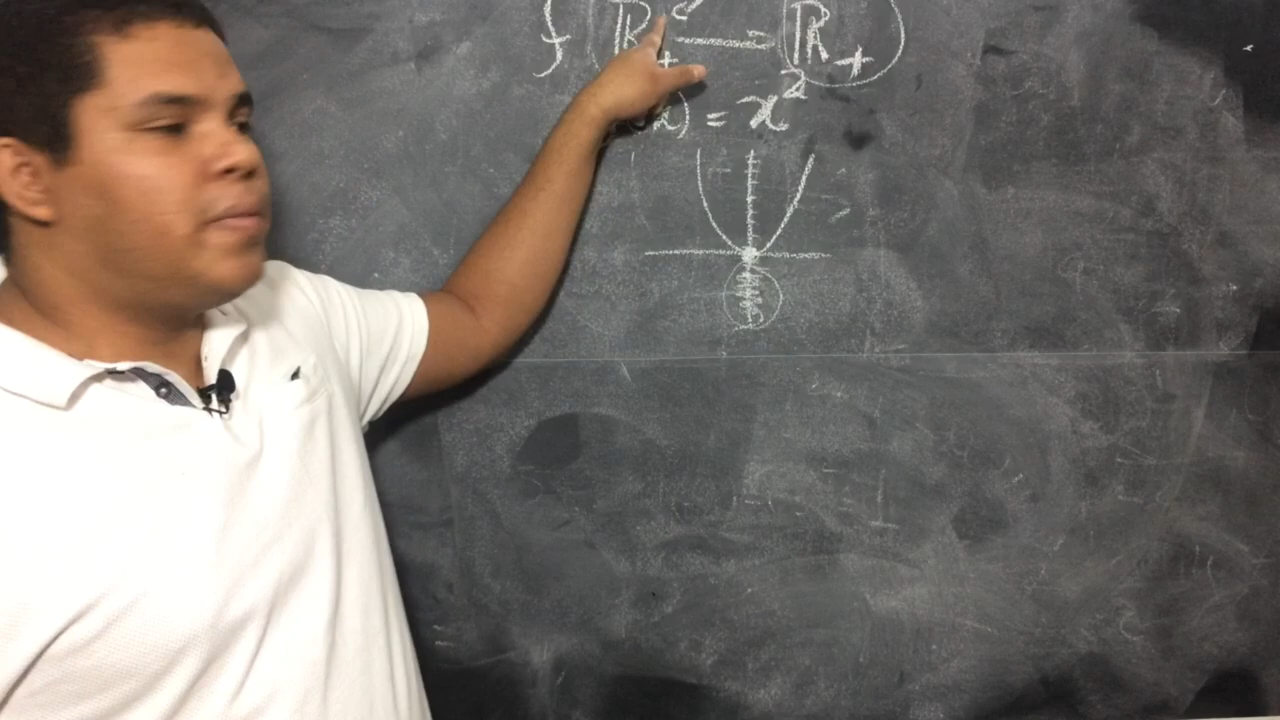 f ℝ₊ = ℝ₊
x) = x²